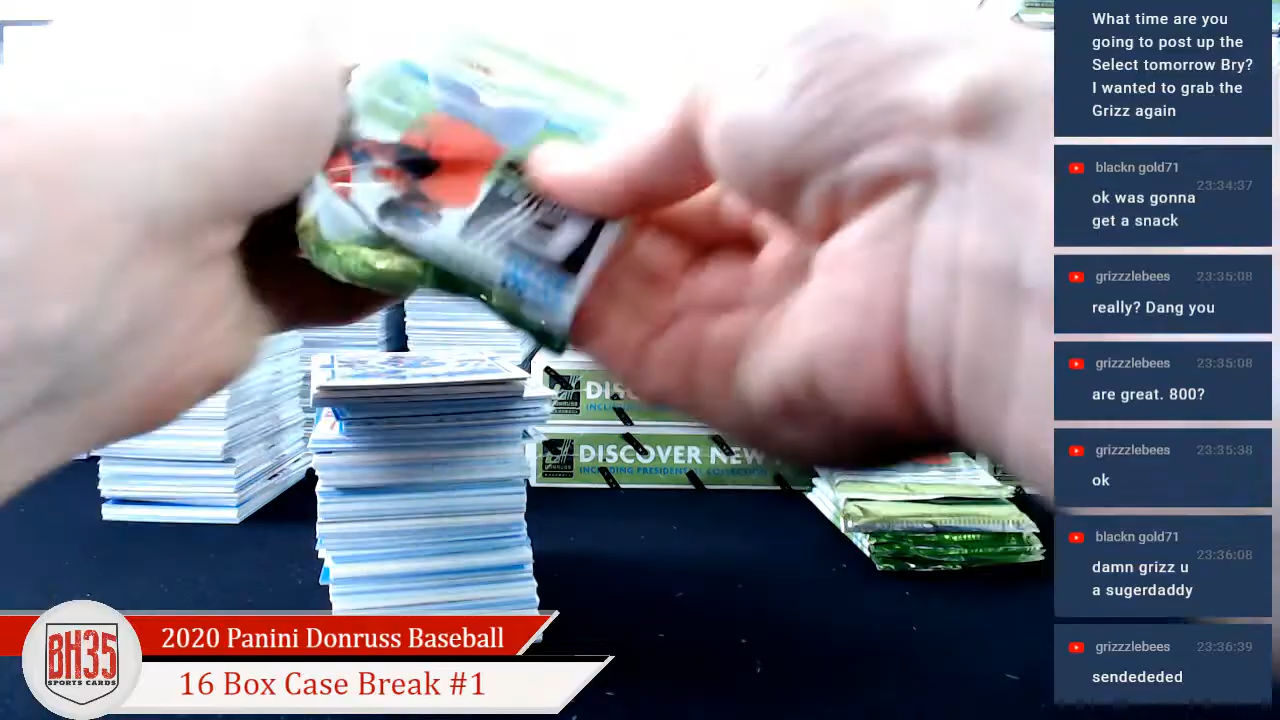 What time are you
going to post up the
Select tomorrow Bry?
I wanted to grab the
Grizz again
blackn gold71
23:34:37
ok was gonna
get a snack
grizzzlebees 23:35:08
really? Dang you
grizzzlebees 23:35:08
are great. 800?
grizzzlebees 23:35:38
ok
blackn gold71
23:36:08
damn grizz u
a sugerdaddy
grizzzlebees 23:36:39
sendededed
DISCOVER NEW
INCLUDING PRESIDENTIAL COLLECTION
BH35
SPORTS CARDS
2020 Panini Donruss Baseball
16 Box Case Break #1